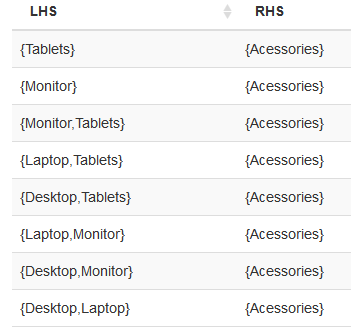 LHS RHS
{Tablets} {Acessories}
{Monitor} {Acessories}
{Monitor,Tablets} {Acessories}
{Laptop,Tablets} {Acessories}
{Desktop,Tablets} {Acessories}
{Laptop,Monitor} {Acessories}
{Desktop,Monitor} {Acessories}
{Desktop,Laptop} {Acessories}